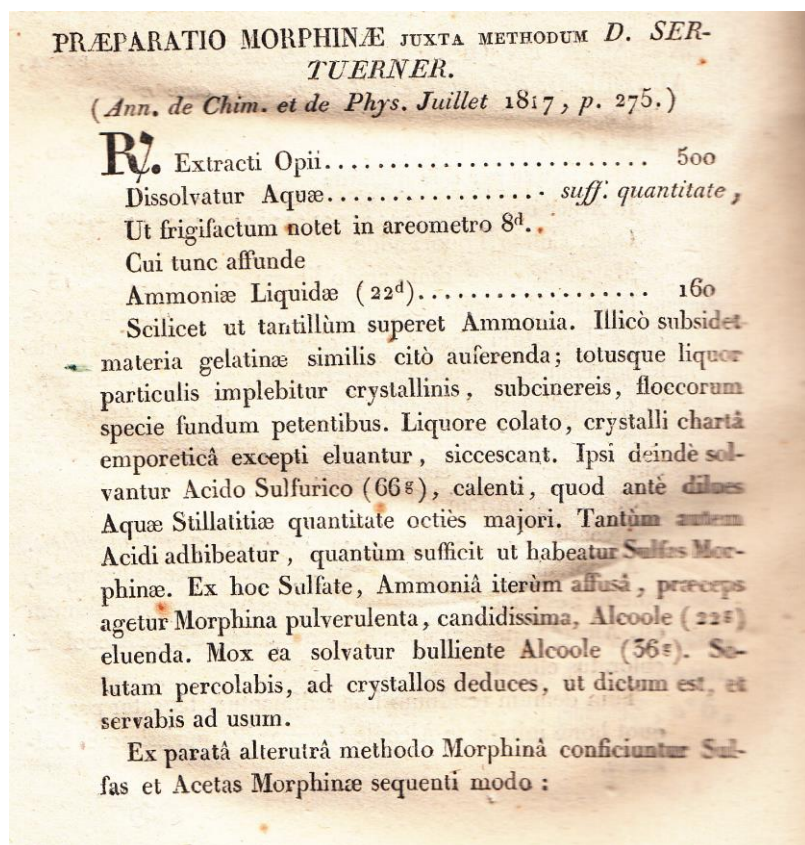 PRÆPARATIO MORPHINÆ JUXTA METHODUM D. SER-
TUERNER.
(Ann. de Chim. et de Phys. Juillet 1817, p. 275.)
R⁊. Extracti Opii........................... 500
Dissolvatur Aquæ.................. suff. quantitate,
Ut frigifactum notet in areometro 8d..
Cui tunc affunde
Ammoniæ Liquidæ (22d)................... 160
Scilicet ut tantillùm superet Ammonia. Illicò subsidet
materia gelatinæ similis citò auferenda; totusque liquor
particulis implebitur crystallinis, subcinereis, floccorum
specie fundum petentibus. Liquore colato, crystalli chartâ
emporeticâ excepti eluantur, siccescant. Ipsi deindè sol-
vantur Acido Sulfurico (66g), calenti, quod antè dilues
Aquæ Stillatitiæ quantitate octiès majori. Tantùm autem
Acidi adhibeatur, quantùm sufficit ut habeatur Sulfas Mor-
phinæ. Ex hoc Sulfate, Ammoniâ iterùm affusâ, præceps
agetur Morphina pulverulenta, candidissima, Alcoole (22g)
eluenda. Mox ea solvatur bulliente Alcoole (36g). So-
lutam percolabis, ad crystallos deduces, ut dictum est, et
servabis ad usum.
Ex paratâ alterutrâ methodo Morphinâ conficiuntur Sul-
fas et Acetas Morphinæ sequenti modo :